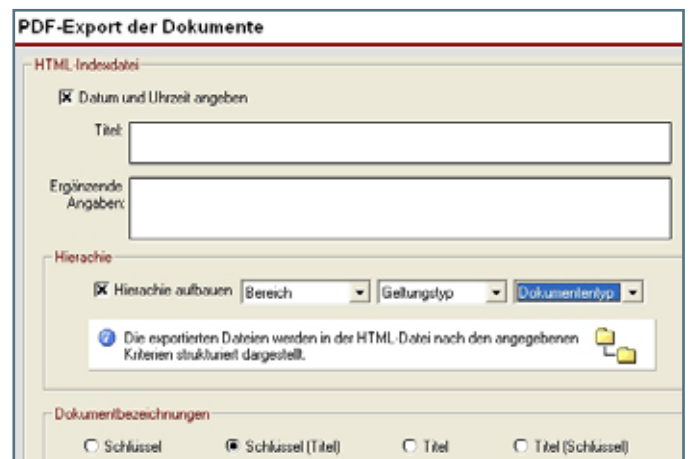 PDF-Export der Dokumente
HTML-Indexdatei
Datum und Uhrzeit angeben
Titel:
Ergänzende
Angaben:
Hierachie
Hierachie aufbauen Bereich Geltungstyp Dokumententyp
Die exportierten Dateien werden in der HTML-Datei nach den angegebenen
Kriterien strukturiert dargestellt.
Dokumentbezeichnungen
Schlüssel Schlüssel (Titel) Titel Titel (Schlüssel)